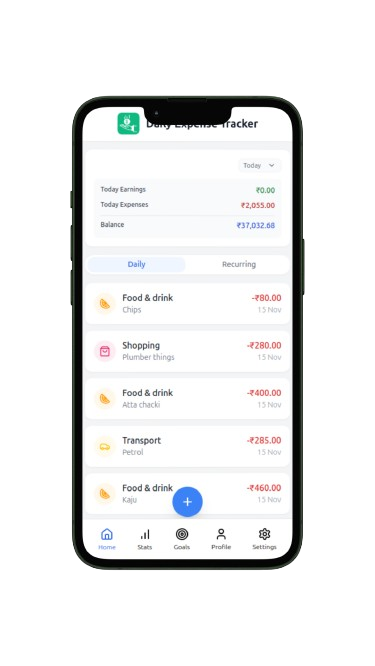 Daily Expense Tracker
Today
Today Earnings ₹0.00
Today Expenses ₹2,055.00
Balance ₹37,032.68
Daily Recurring
Food & drink -₹80.00
Chips 15 Nov
Shopping -₹280.00
Plumber things 15 Nov
Food & drink -₹400.00
Atta chacki 15 Nov
Transport -₹285.00
Petrol 15 Nov
Food & drink -₹460.00
Kaju 15 Nov
Home Stats Goals Profile Settings